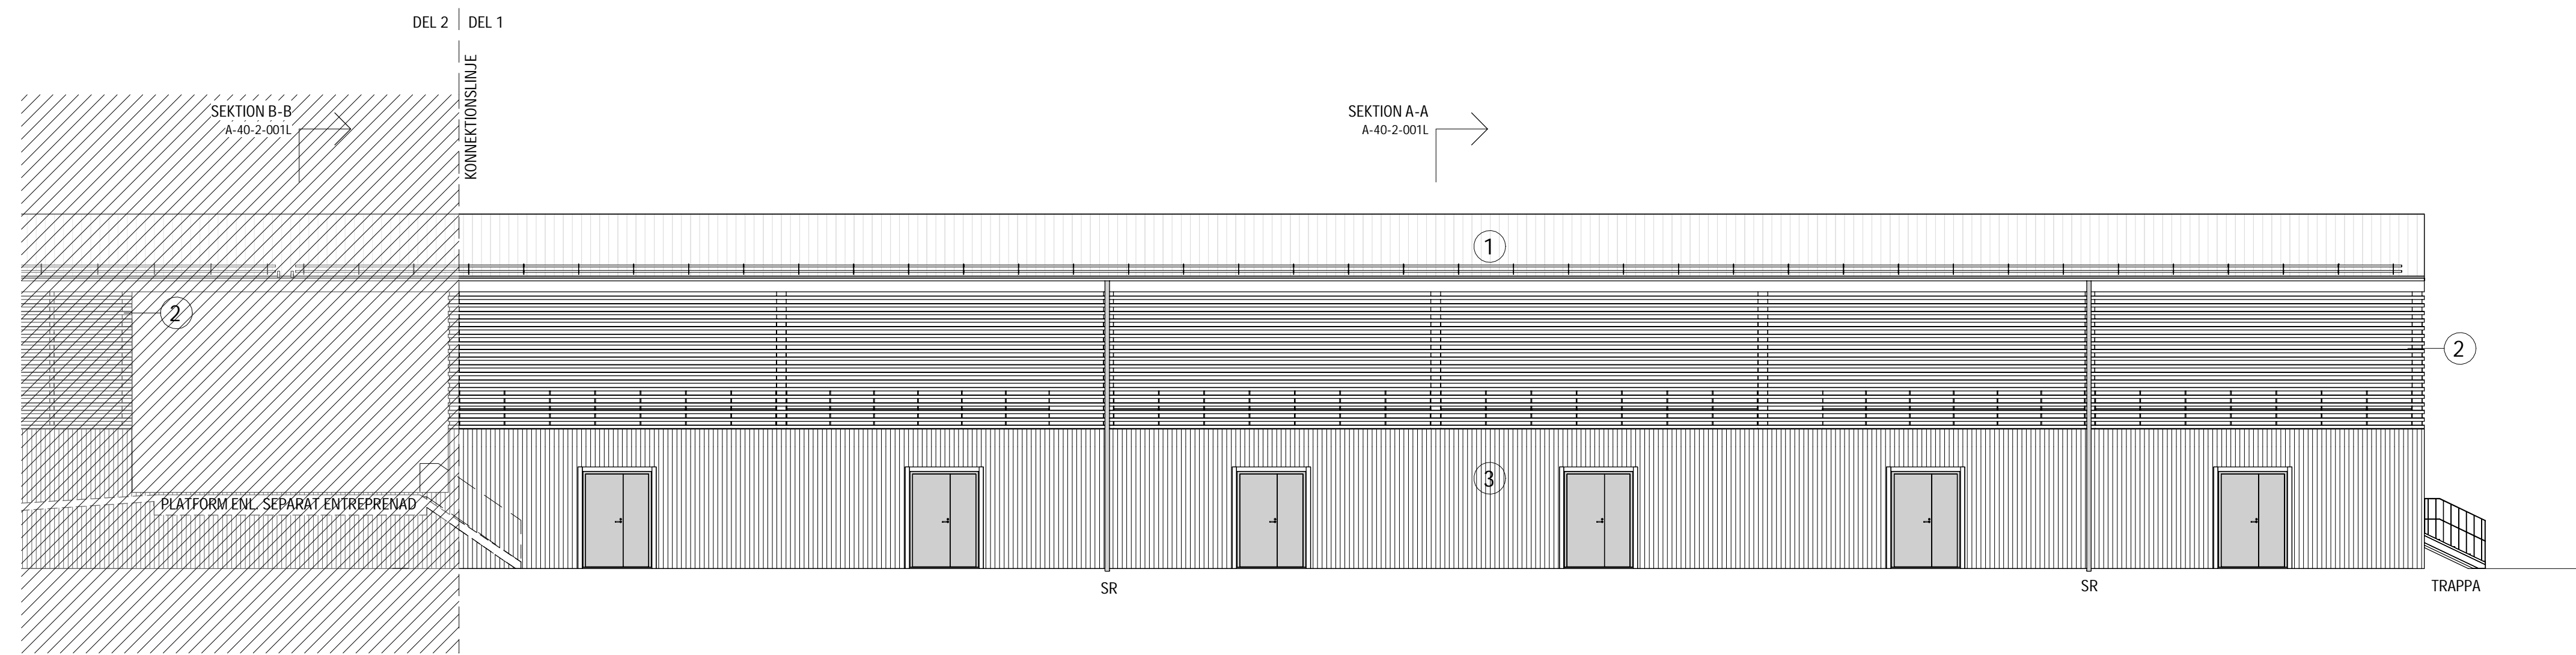 DEL 2
DEL 1
KONNEKTIONSLINJE
SEKTION B-B
A-40-2-001L
SEKTION A-A
A-40-2-001L
1
2
2
3
PLATFORM ENL. SEPARAT ENTREPRENAD
SR
SR
TRAPPA